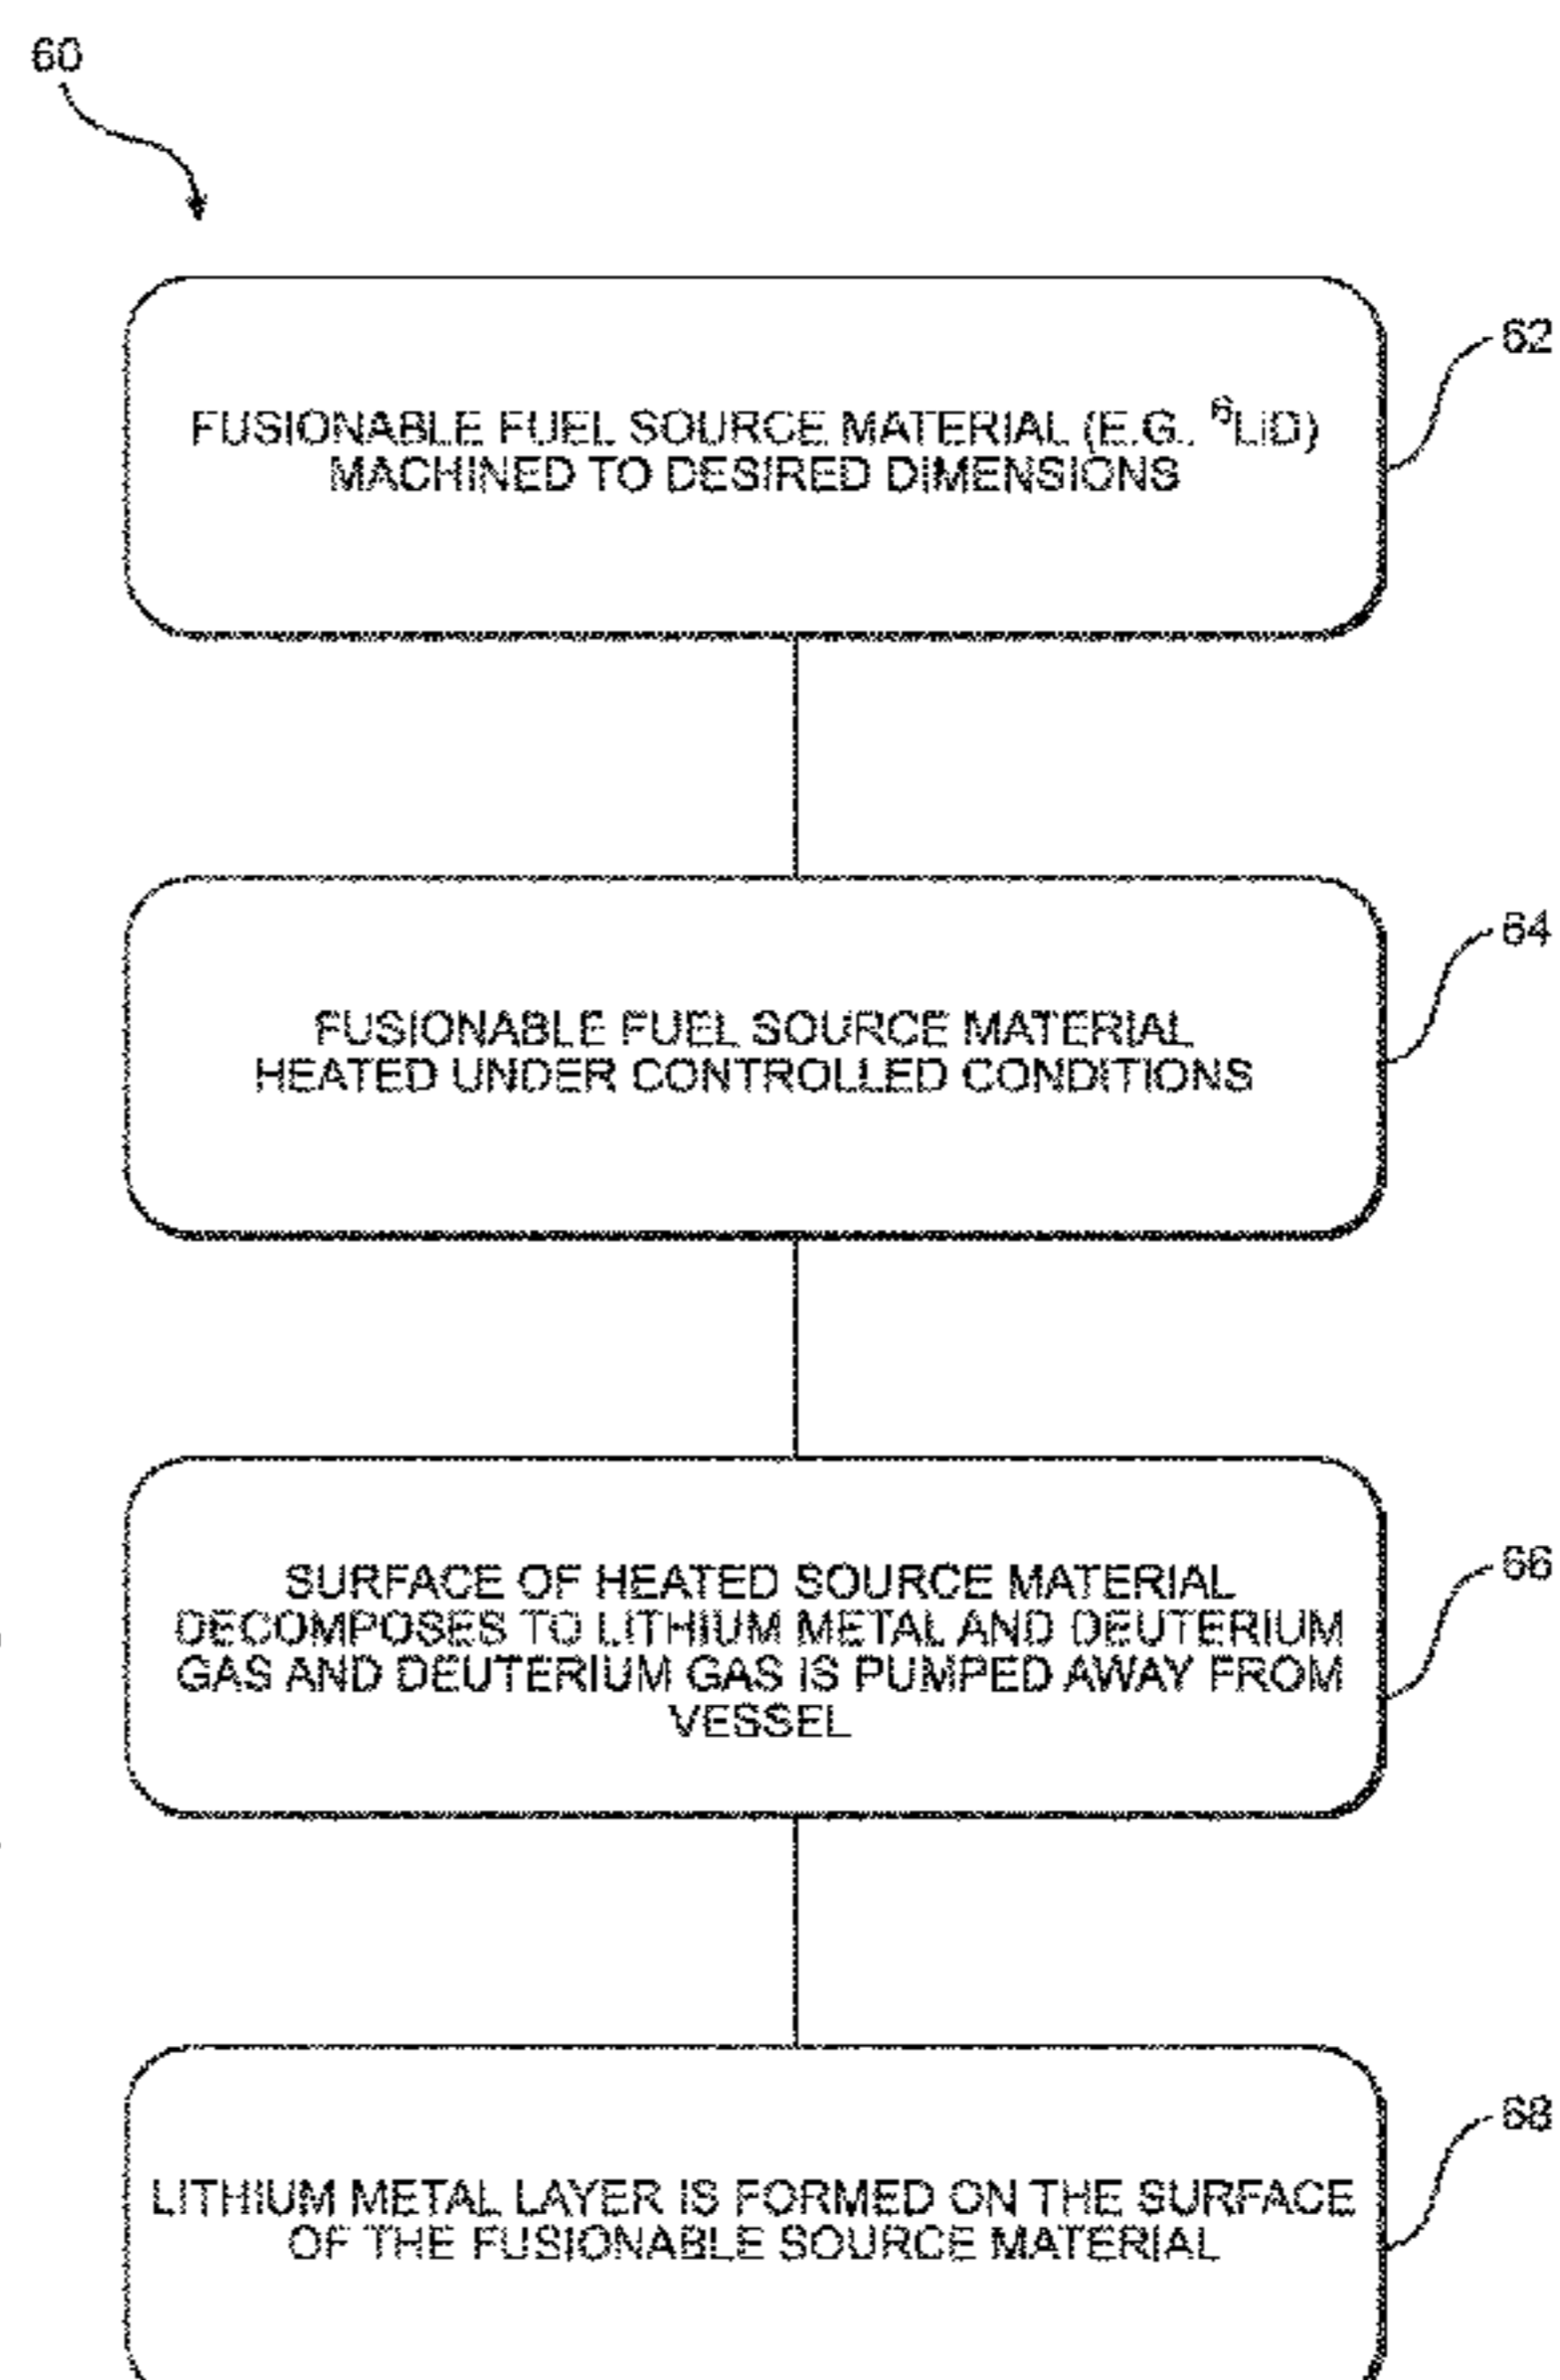 60
62
FUSIONABLE FUEL SOURCE MATERIAL (E.G., ⁶LiD)
MACHINED TO DESIRED DIMENSIONS
64
FUSIONABLE FUEL SOURCE MATERIAL
HEATED UNDER CONTROLLED CONDITIONS
66
SURFACE OF HEATED SOURCE MATERIAL
DECOMPOSES TO LITHIUM METAL AND DEUTERIUM
GAS AND DEUTERIUM GAS IS PUMPED AWAY FROM
VESSEL
68
LITHIUM METAL LAYER IS FORMED ON THE SURFACE
OF THE FUSIONABLE SOURCE MATERIAL